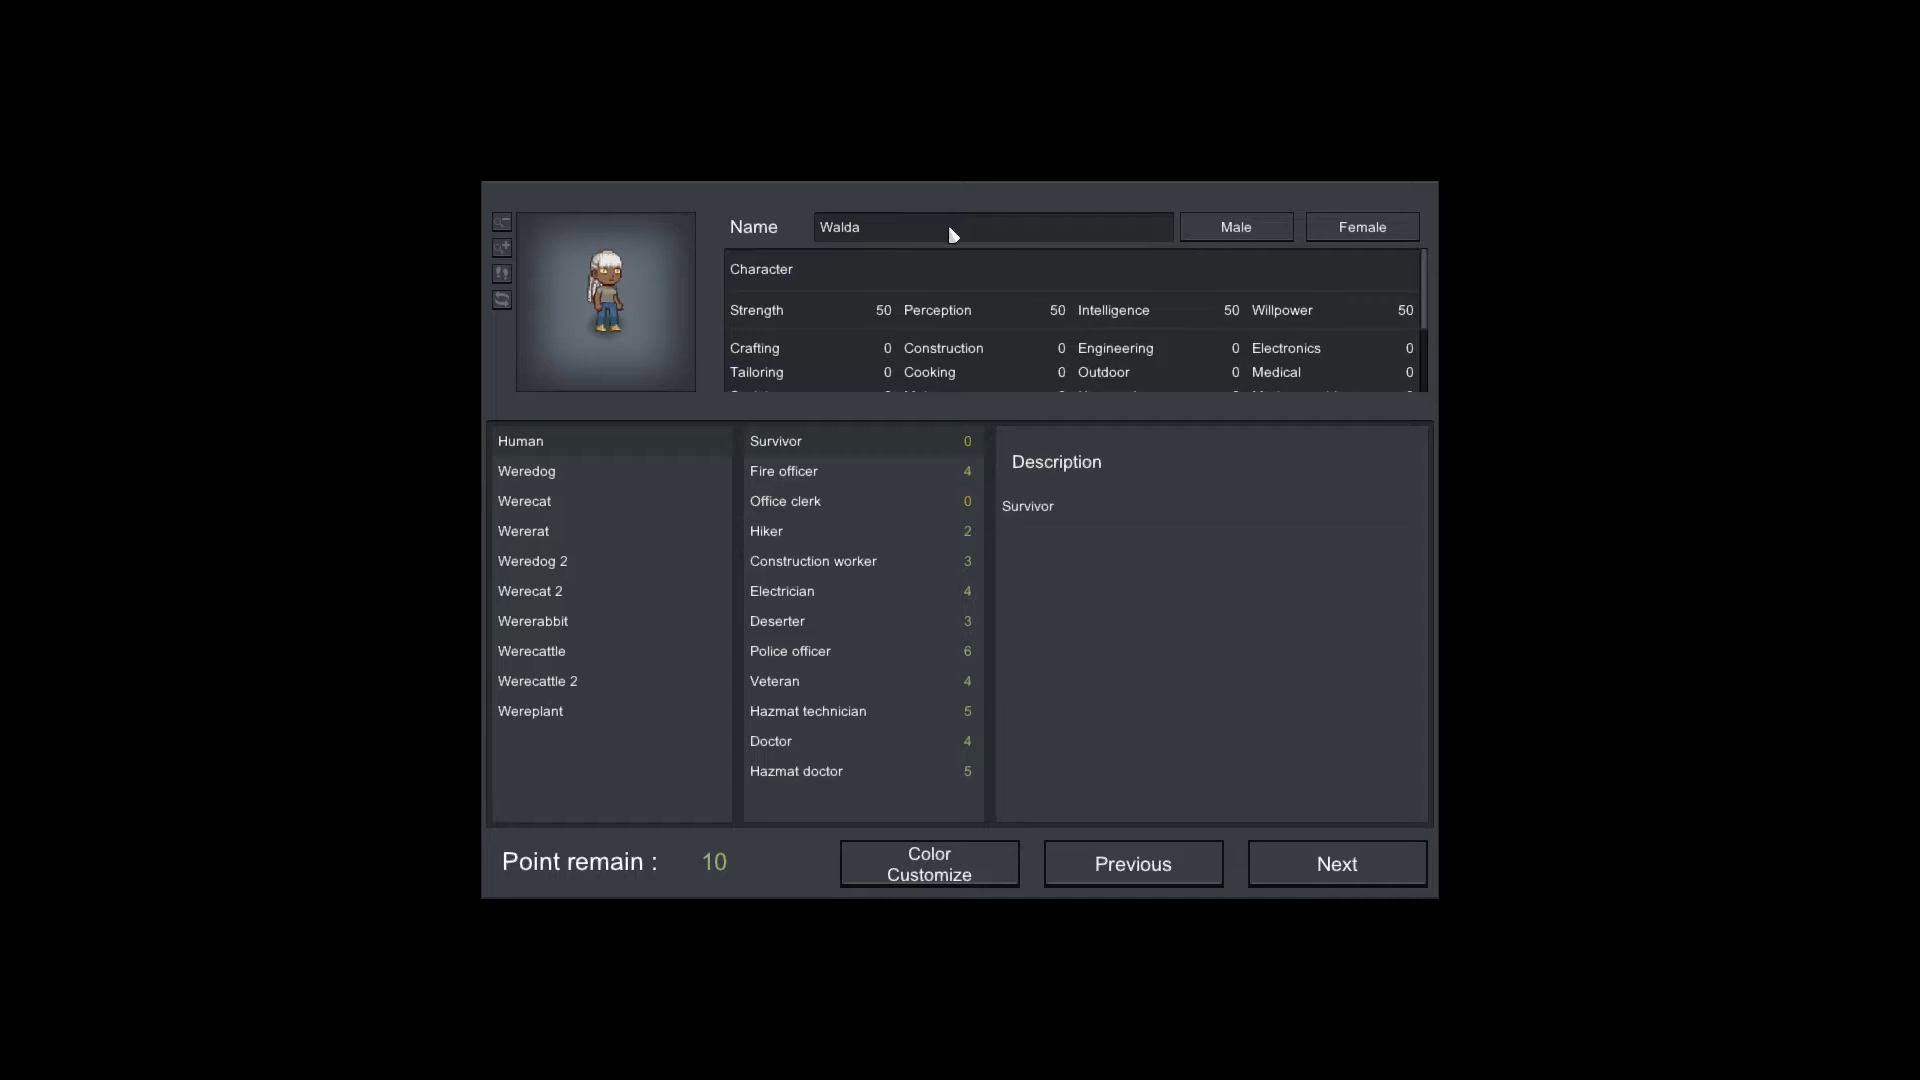 Name Walda Male Female
Character
Strength 50 Perception 50 Intelligence 50 Willpower 50
Crafting 0 Construction 0 Engineering 0 Electronics 0
Tailoring 0 Cooking 0 Outdoor 0 Medical 0
Human
Weredog
Werecat
Wererat
Weredog 2
Werecat 2
Wererabbit
Werecattle
Werecattle 2
Wereplant
Survivor 0
Fire officer 4
Office clerk 0
Hiker 2
Construction worker 3
Electrician 4
Deserter 3
Police officer 6
Veteran 4
Hazmat technician 5
Doctor 4
Hazmat doctor 5
Description
Survivor
Point remain : 10
Color
Customize
Previous
Next